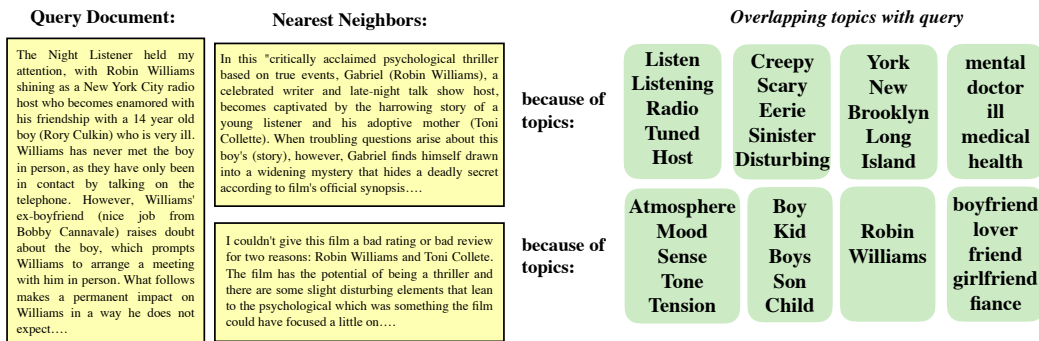 Query Document:
The Night Listener held my
attention, with Robin Williams
shining as a New York City radio
host who becomes enamored with
his friendship with a 14 year old
boy (Rory Culkin) who is very ill.
Williams has never met the boy
in person, as they have only been
in contact by talking on the
telephone. However, Williams'
ex-boyfriend (nice job from
Bobby Cannavale) raises doubt
about the boy, which prompts
Williams to arrange a meeting
with him in person. What follows
makes a permanent impact on
Williams in a way he does not
expect....
Nearest Neighbors:
In this "critically acclaimed psychological thriller
based on true events, Gabriel (Robin Williams), a
celebrated writer and late-night talk show host,
becomes captivated by the harrowing story of a
young listener and his adoptive mother (Toni
Collette). When troubling questions arise about this
boy's (story), however, Gabriel finds himself drawn
into a widening mystery that hides a deadly secret
according to film's official synopsis....
I couldn't give this film a bad rating or bad review
for two reasons: Robin Williams and Toni Collete.
The film has the potential of being a thriller and
there are some slight disturbing elements that lean
to the psychological which was something the film
could have focused a little on....
Overlapping topics with query
because of
topics:
Listen
Listening
Radio
Tuned
Host
Creepy
Scary
Eerie
Sinister
Disturbing
York
New
Brooklyn
Long
Island
mental
doctor
ill
medical
health
because of
topics:
Atmosphere
Mood
Sense
Tone
Tension
Boy
Kid
Boys
Son
Child
Robin
Williams
boyfriend
lover
friend
girlfriend
fiance